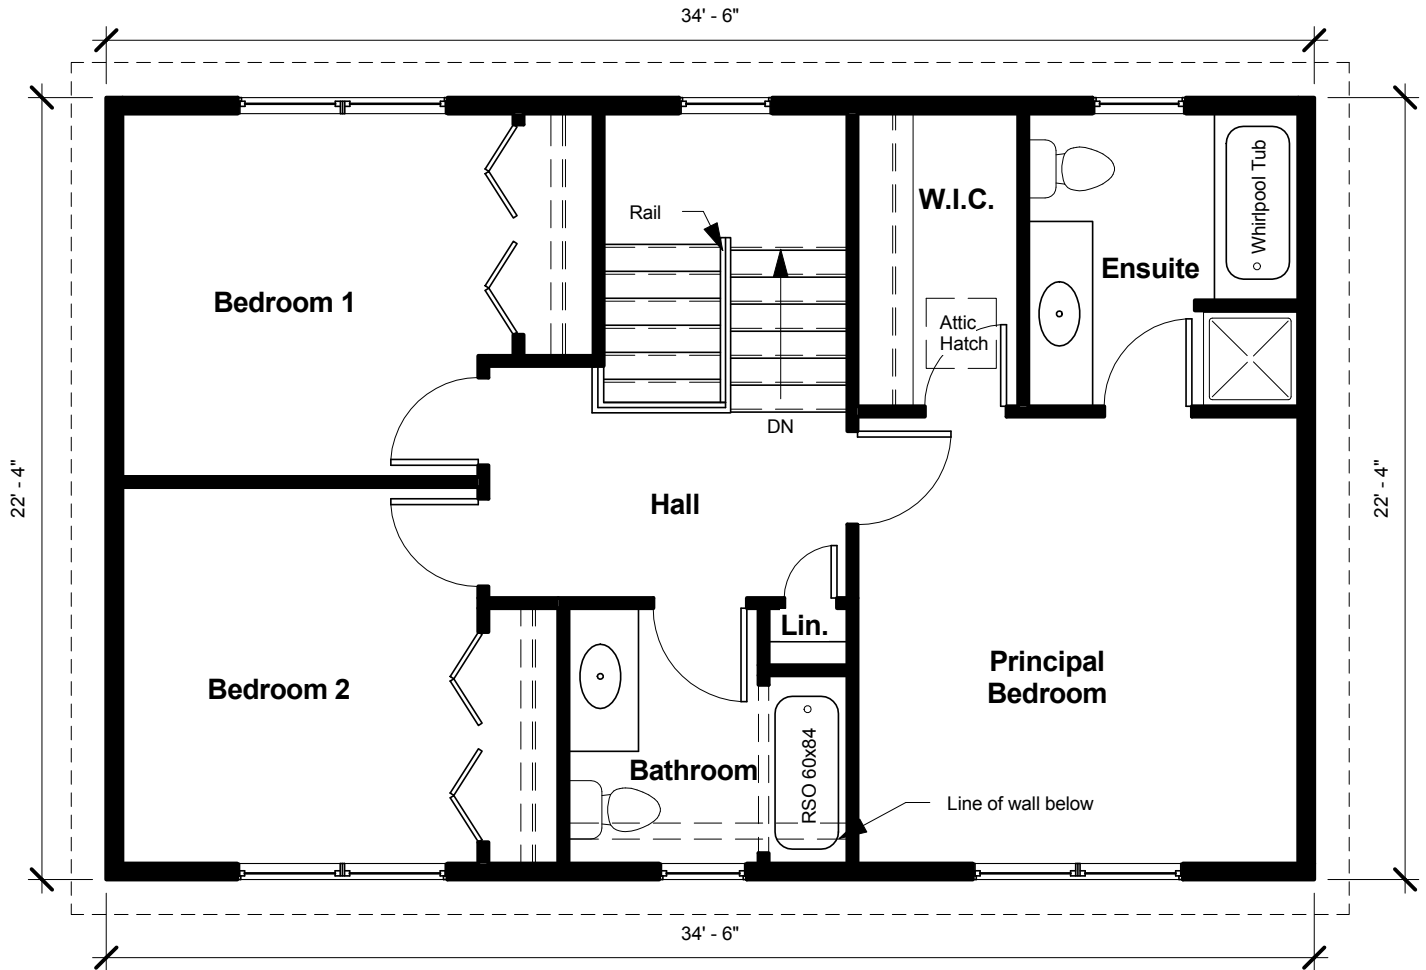 34' - 6"
Whirlpool Tub
W.I.C.
Rail
Ensuite
Bedroom 1
Attic
Hatch
DN
22' - 4"
22' - 4"
Hall
Lin.
Principal
Bedroom
Bedroom 2
Bathroom
RSO 60x84
Line of wall below
34' - 6"